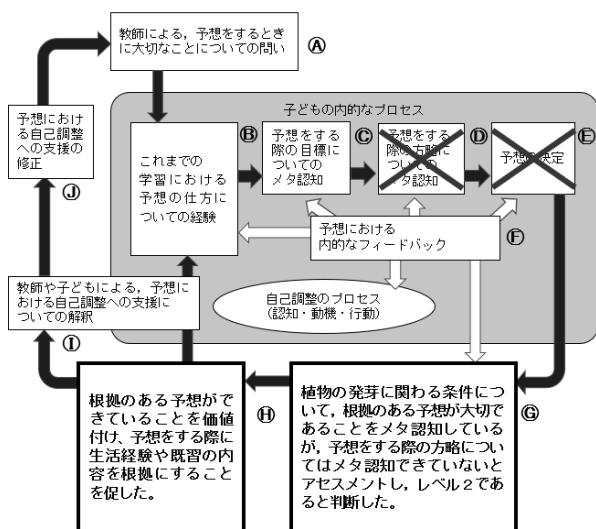 教師による，予想をするとき
に大切なことについての問い
Ⓐ
子どもの内的なプロセス
予想におけ
る自己調整
への支援の
修正
Ⓙ
これまでの
学習における
予想の仕方に
ついての経験
Ⓑ
予想をする
際の目標に
ついての
メタ認知
Ⓒ
予想をする
際の方略に
ついての
メタ認知
Ⓓ
予想の決定
Ⓔ
予想における
内的なフィードバック
Ⓕ
自己調整のプロセス
(認知・動機・行動)
教師や子どもによる，予想に
おける自己調整への支援に
ついての解釈
Ⓘ
根拠のある予想がで
きていることを価値
付け、予想をする際に
生活経験や既習の内
容を根拠にすること
を促した。
Ⓗ
植物の発芽に関わる条件につ
いて，根拠のある予想が大切で
あることをメタ認知している
が，予想をする際の方略につい
てはメタ認知できていないと
アセスメントし，レベル２であ
ると判断した。
Ⓖ